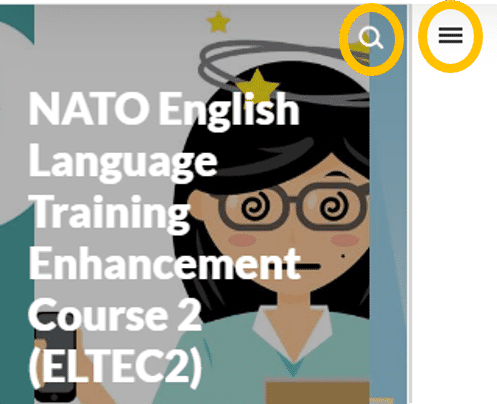 NATO English
Language
Training
Enhancement
Course 2
(ELTEC2)